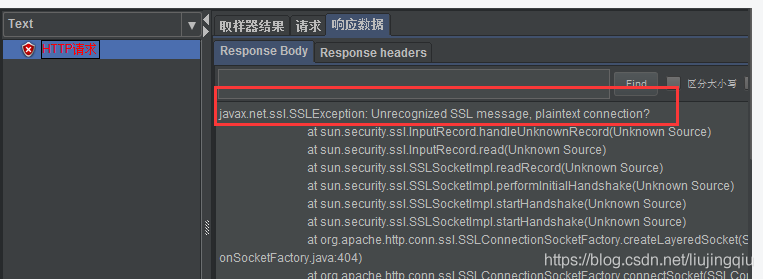 Text
取样器结果 请求 响应数据
HTTP请求
Response Body Response headers
Find 区分大小写
javax.net.ssl.SSLException: Unrecognized SSL message, plaintext connection?
at sun.security.ssl.InputRecord.handleUnknownRecord(Unknown Source)
at sun.security.ssl.InputRecord.read(Unknown Source)
at sun.security.ssl.SSLSocketImpl.readRecord(Unknown Source)
at sun.security.ssl.SSLSocketImpl.performInitialHandshake(Unknown Source)
at sun.security.ssl.SSLSocketImpl.startHandshake(Unknown Source)
at sun.security.ssl.SSLSocketImpl.startHandshake(Unknown Source)
at org.apache.http.conn.ssl.SSLConnectionSocketFactory.createLayeredSocket(S
onSocketFactory.java:404)
https://blog.csdn.net/liujingqiu
at org.apache.http.conn.ssl.SSLConnectionSocketFactory.connectSocket(SSLCon